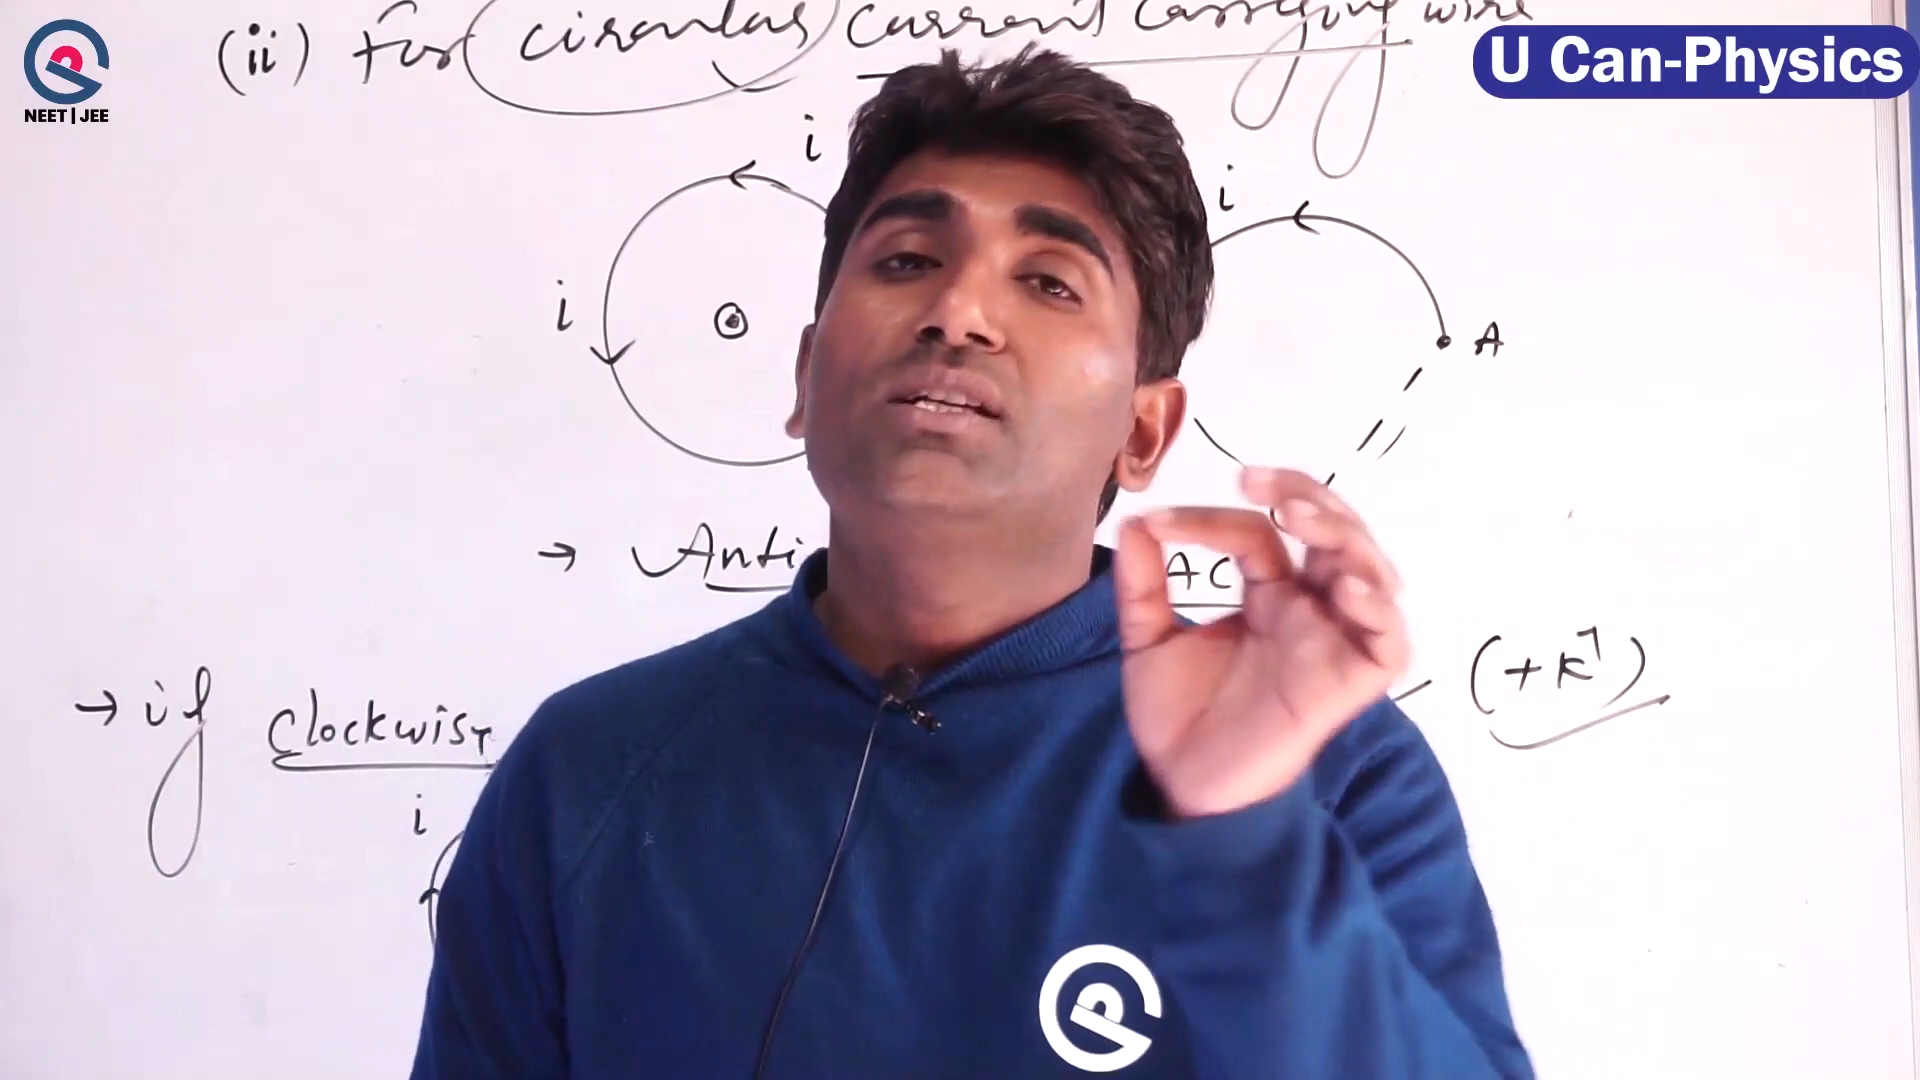 (ii) For circular current carrying wire
U Can-Physics
NEET|JEE
i
i
i
A
→ Anti
AC
(+k^)
→ if clockwise
i